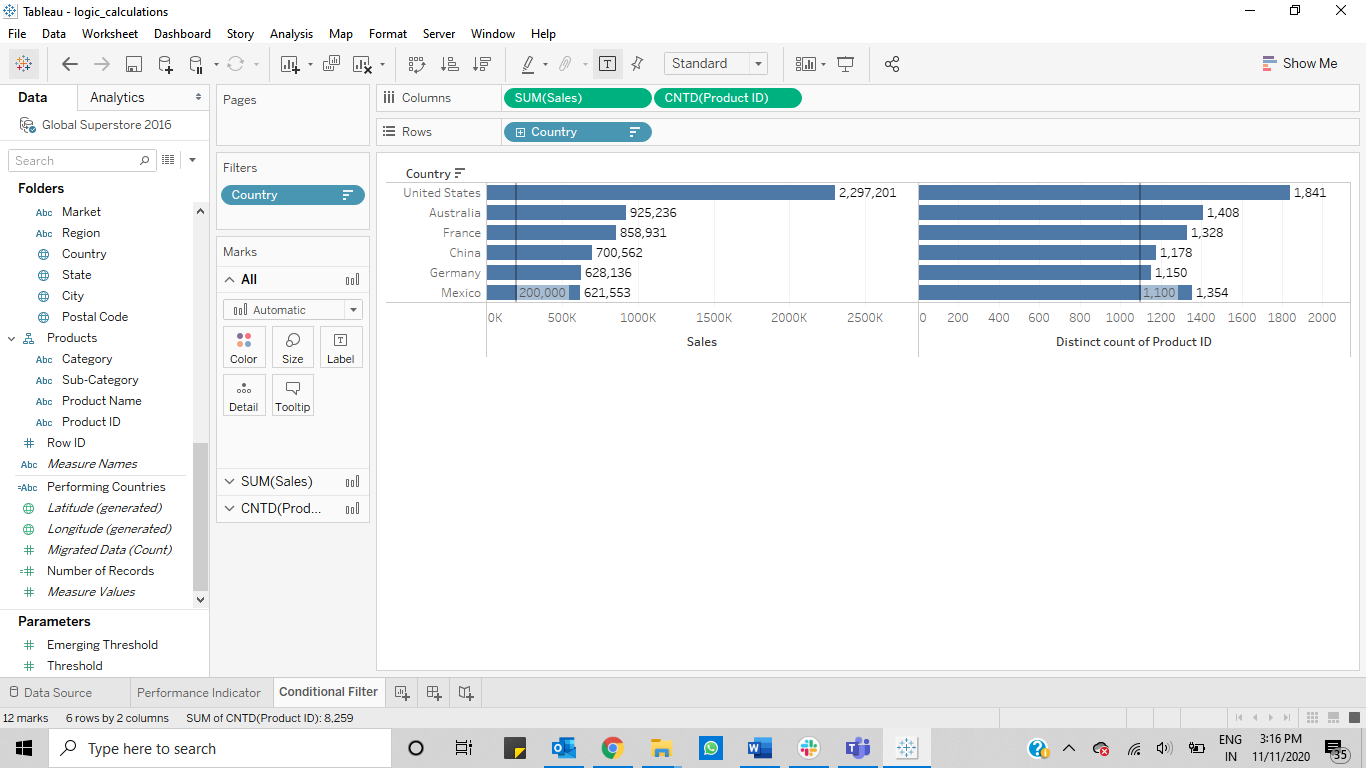 Tableau - logic_calculations
File Data Worksheet Dashboard Story Analysis Map Format Server Window Help
Standard
Show Me
Data Analytics
Global Superstore 2016
Search
Folders
Abc Market
Abc Region
Country
State
City
Postal Code
Products
Abc Category
Abc Sub-Category
Abc Product Name
Abc Product ID
# Row ID
Abc Measure Names
=Abc Performing Countries
Latitude (generated)
Longitude (generated)
# Migrated Data (Count)
=# Number of Records
# Measure Values
Parameters
# Emerging Threshold
# Threshold
Pages
Filters
Country
Marks
All
Automatic
Color Size Label
Detail Tooltip
SUM(Sales)
CNTD(Prod...
Columns SUM(Sales) CNTD(Product ID)
Rows Country
Country
United States 2,297,201 1,841
Australia 925,236 1,408
France 858,931 1,328
China 700,562 1,178
Germany 628,136 1,150
Mexico 200,000 621,553 1,100 1,354
0K 500K 1000K 1500K 2000K 2500K 0 200 400 600 800 1000 1200 1400 1600 1800 2000
Sales Distinct count of Product ID
Data Source Performance Indicator Conditional Filter
12 marks 6 rows by 2 columns SUM of CNTD(Product ID): 8,259
Type here to search
ENG
IN
3:16 PM
11/11/2020
35